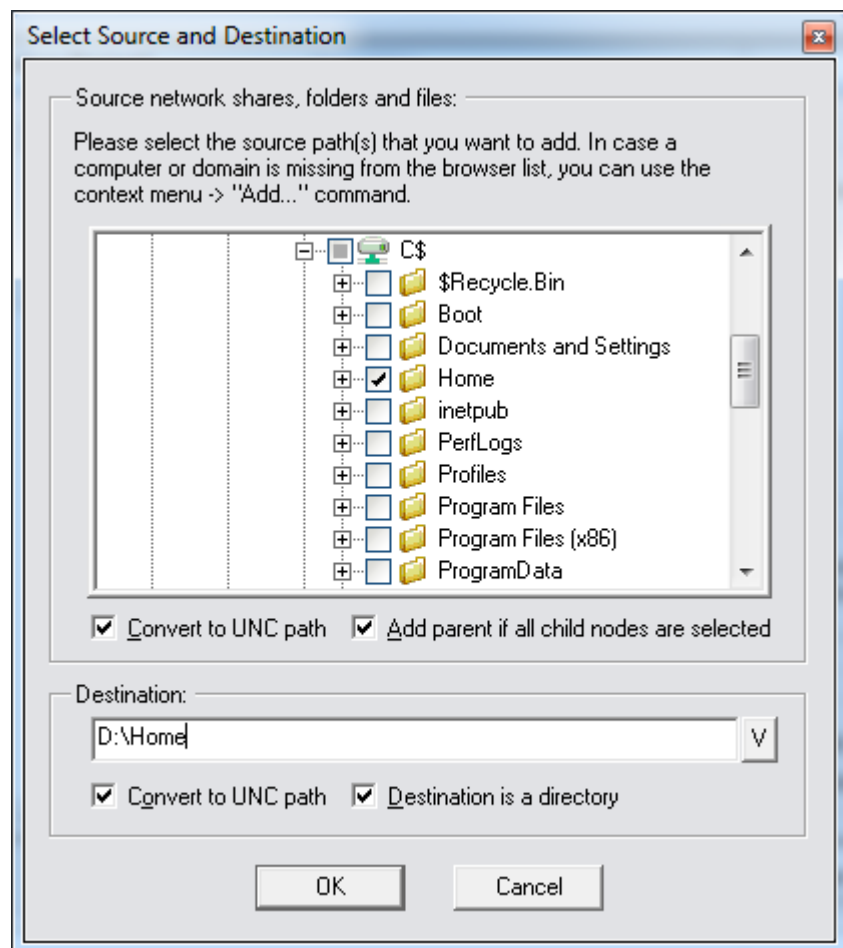 Select Source and Destination
Source network shares, folders and files:
Please select the source path(s) that you want to add. In case a
computer or domain is missing from the browser list, you can use the
context menu -> "Add..." command.
C$
$Recycle.Bin
Boot
Documents and Settings
Home
inetpub
PerfLogs
Profiles
Program Files
Program Files (x86)
ProgramData
Convert to UNC path Add parent if all child nodes are selected
Destination:
D:\Home V
Convert to UNC path Destination is a directory
OK Cancel